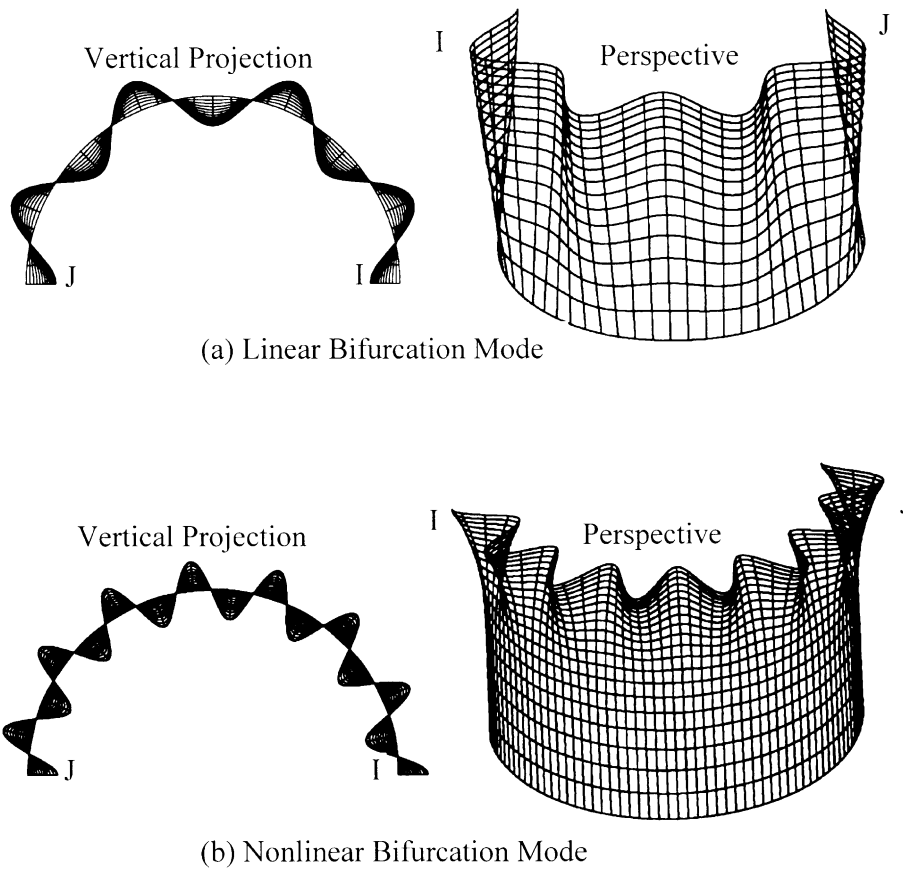 Vertical Projection
I
Perspective
J
J
I
(a) Linear Bifurcation Mode
Vertical Projection
I
Perspective
J
I
(b) Nonlinear Bifurcation Mode